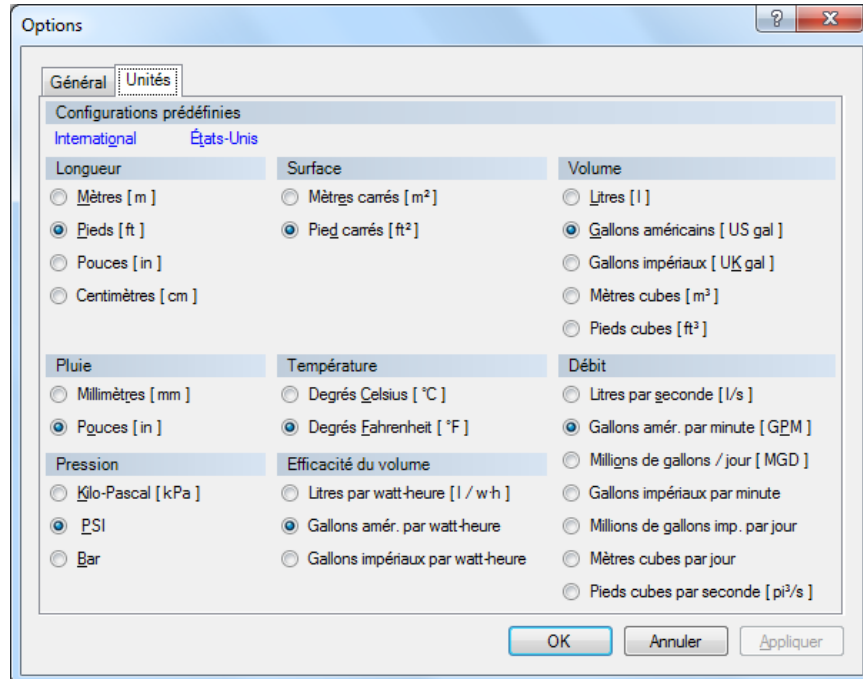 Options
Général
Unités
Configurations prédéfinies
International États-Unis
Longueur
Mètres [ m ]
Pieds [ ft ]
Pouces [ in ]
Centimètres [ cm ]
Surface
Mètres carrés [ m² ]
Pied carrés [ ft² ]
Volume
Litres [ l ]
Gallons américains [ US gal ]
Gallons impériaux [ UK gal ]
Mètres cubes [ m³ ]
Pieds cubes [ ft³ ]
Pluie
Millimètres [ mm ]
Pouces [ in ]
Température
Degrés Celsius [ °C ]
Degrés Fahrenheit [ °F ]
Débit
Litres par seconde [ l/s ]
Gallons amér. par minute [ GPM ]
Millions de gallons / jour [ MGD ]
Gallons impériaux par minute
Millions de gallons imp. par jour
Mètres cubes par jour
Pieds cubes par seconde [ pi³/s ]
Pression
Kilo-Pascal [ kPa ]
PSI
Bar
Efficacité du volume
Litres par watt-heure [ l / w·h ]
Gallons amér. par watt-heure
Gallons impériaux par watt-heure
OK
Annuler
Appliquer